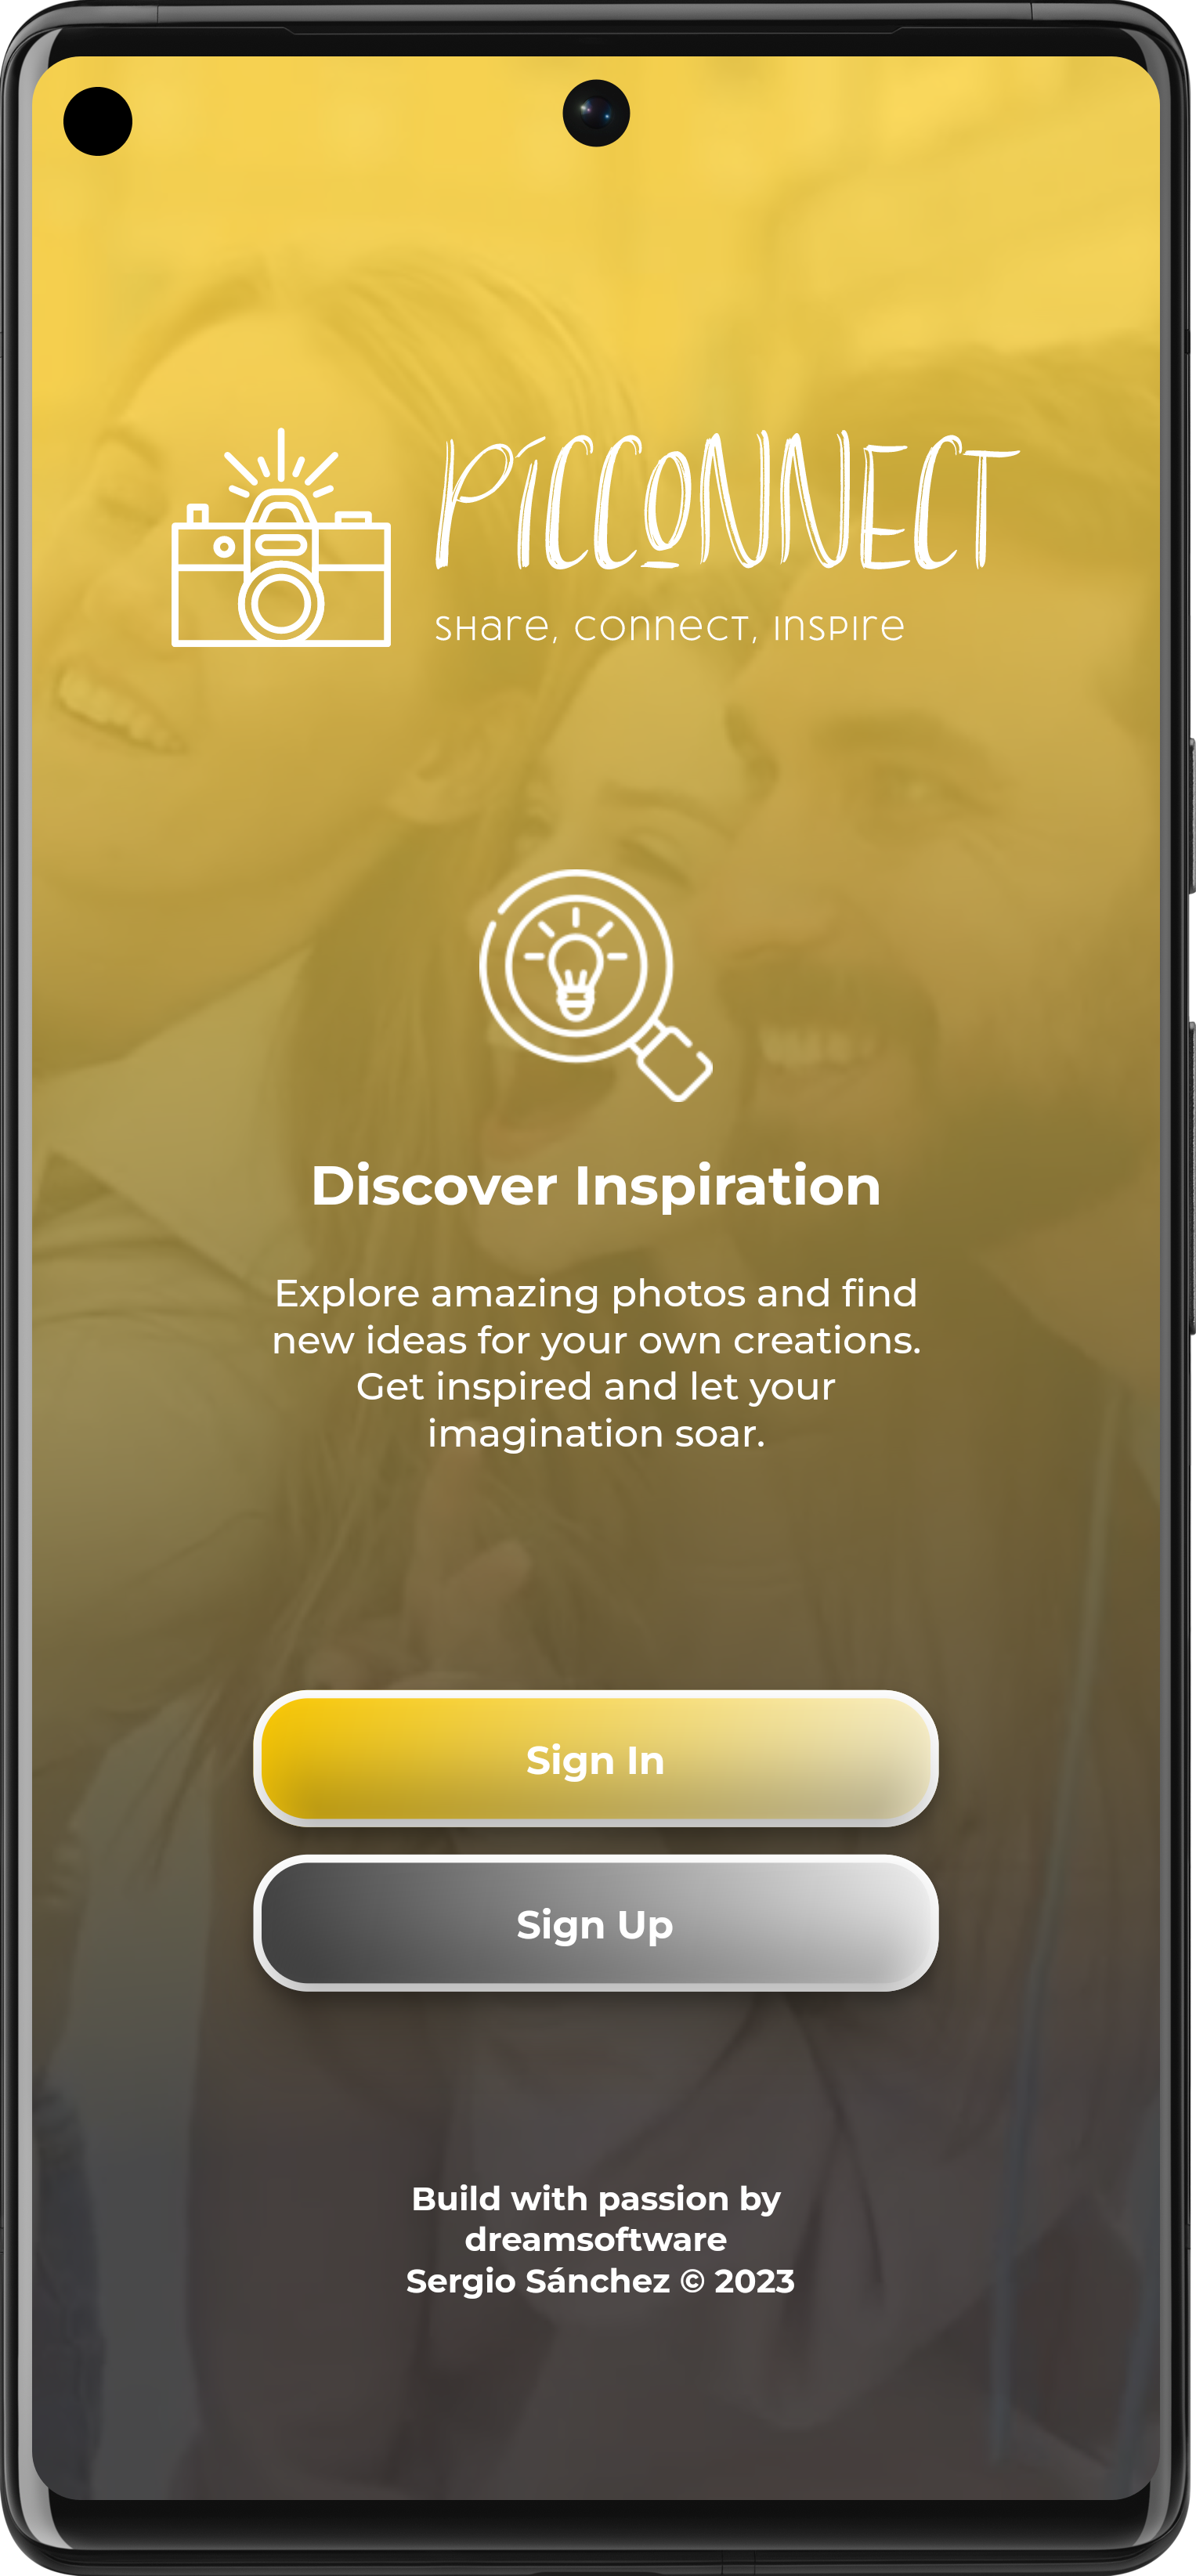 PiCCONNECT
SHare, connecT, InSPIre
Discover Inspiration
Explore amazing photos and find
new ideas for your own creations.
Get inspired and let your
imagination soar.
Sign In
Sign Up
Build with passion by
dreamsoftware
Sergio Sánchez © 2023